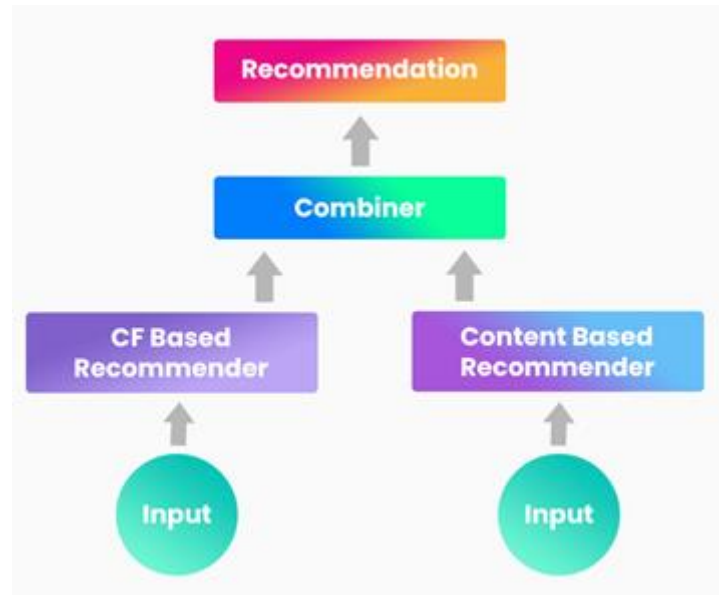 Recommendation
Combiner
CF Based
Recommender
Content Based
Recommender
Input
Input